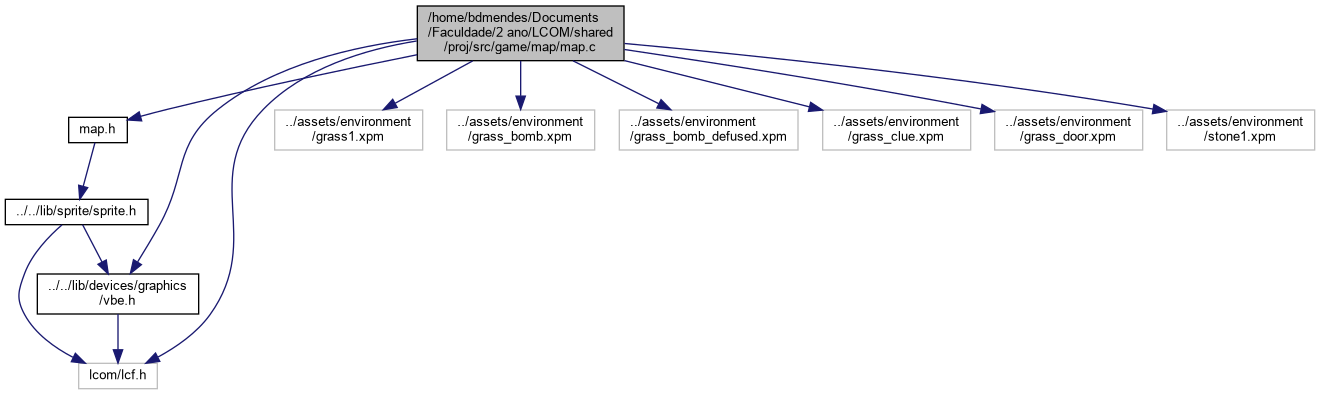 /home/bdmendes/Documents
/Faculdade/2 ano/LCOM/shared
/proj/src/game/map/map.c
map.h
../assets/environment
/grass1.xpm
../assets/environment
/grass_bomb.xpm
../assets/environment
/grass_bomb_defused.xpm
../assets/environment
/grass_clue.xpm
../assets/environment
/grass_door.xpm
../assets/environment
/stone1.xpm
../../lib/sprite/sprite.h
../../lib/devices/graphics
/vbe.h
lcom/lcf.h